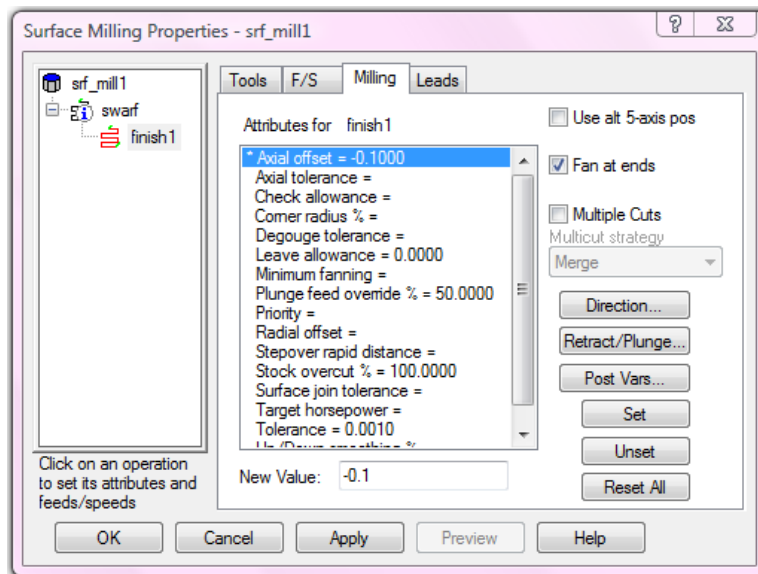 Surface Milling Properties - srf_mill1
srf_mill1
swarf
finish1
Click on an operation
to set its attributes and
feeds/speeds
Tools
F/S
Milling
Leads
Attributes for finish1
* Axial offset = -0.1000
Axial tolerance =
Check allowance =
Corner radius % =
Degouge tolerance =
Leave allowance = 0.0000
Minimum fanning =
Plunge feed override % = 50.0000
Priority =
Radial offset =
Stepover rapid distance =
Stock overcut % = 100.0000
Surface join tolerance =
Target horsepower =
Tolerance = 0.0010
Up/Down smoothing %
New Value: -0.1
Use alt 5-axis pos
Fan at ends
Multiple Cuts
Multicut strategy
Merge
Direction...
Retract/Plunge...
Post Vars...
Set
Unset
Reset All
OK
Cancel
Apply
Preview
Help